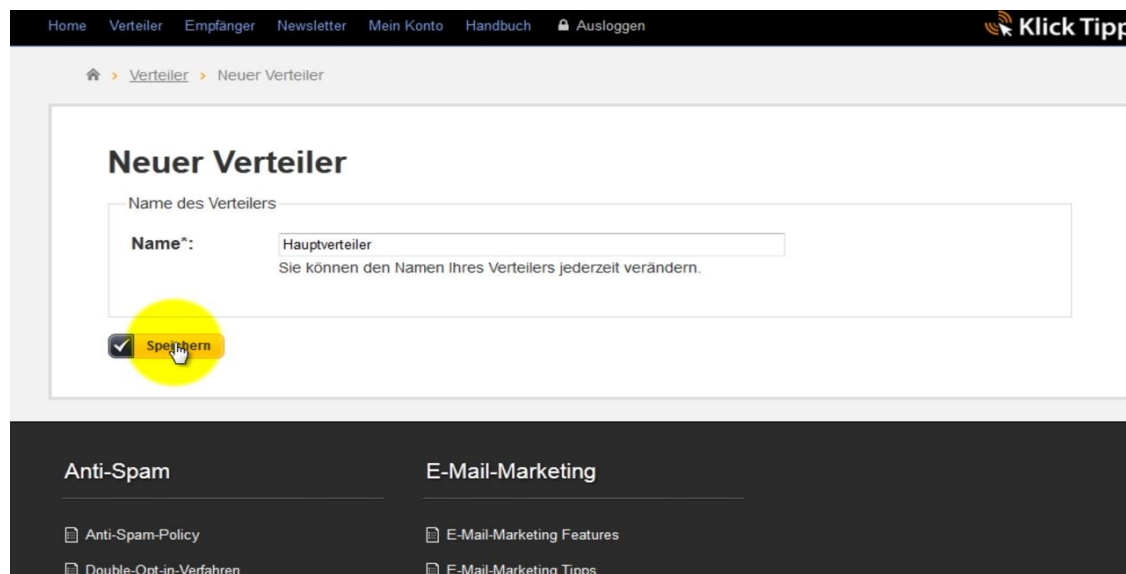 Home Verteiler Empfänger Newsletter Mein Konto Handbuch Ausloggen Klick Tipp
Verteiler Neuer Verteiler
Neuer Verteiler
Name des Verteilers
Name*: Hauptverteiler
Sie können den Namen Ihres Verteilers jederzeit verändern.
Speichern
Anti-Spam E-Mail-Marketing
Anti-Spam-Policy E-Mail-Marketing Features
Double-Opt-in-Verfahren E-Mail-Marketing Tipps